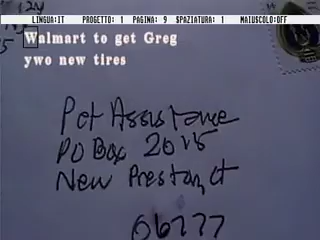 LINGUA:IT PROGETTO: 1 PAGINA: 9 SPAZIATURA: 1 MAIUSCOLO:OFF
Walmart to get Greg
ywo new tires
Pet Assistance
PO Box 2015
New Preston, ct
06777